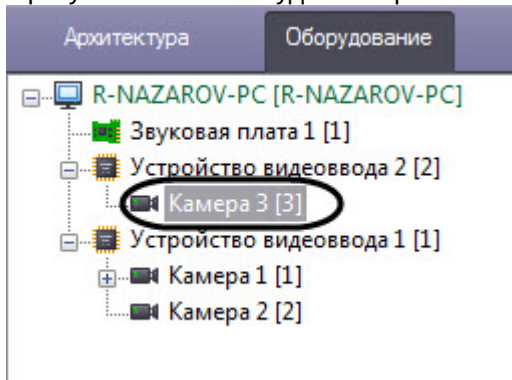 Архитектура Оборудование
R-NAZAROV-PC [R-NAZAROV-PC]
Звуковая плата 1 [1]
Устройство видеоввода 2 [2]
Камера 3 [3]
Устройство видеоввода 1 [1]
Камера 1 [1]
Камера 2 [2]